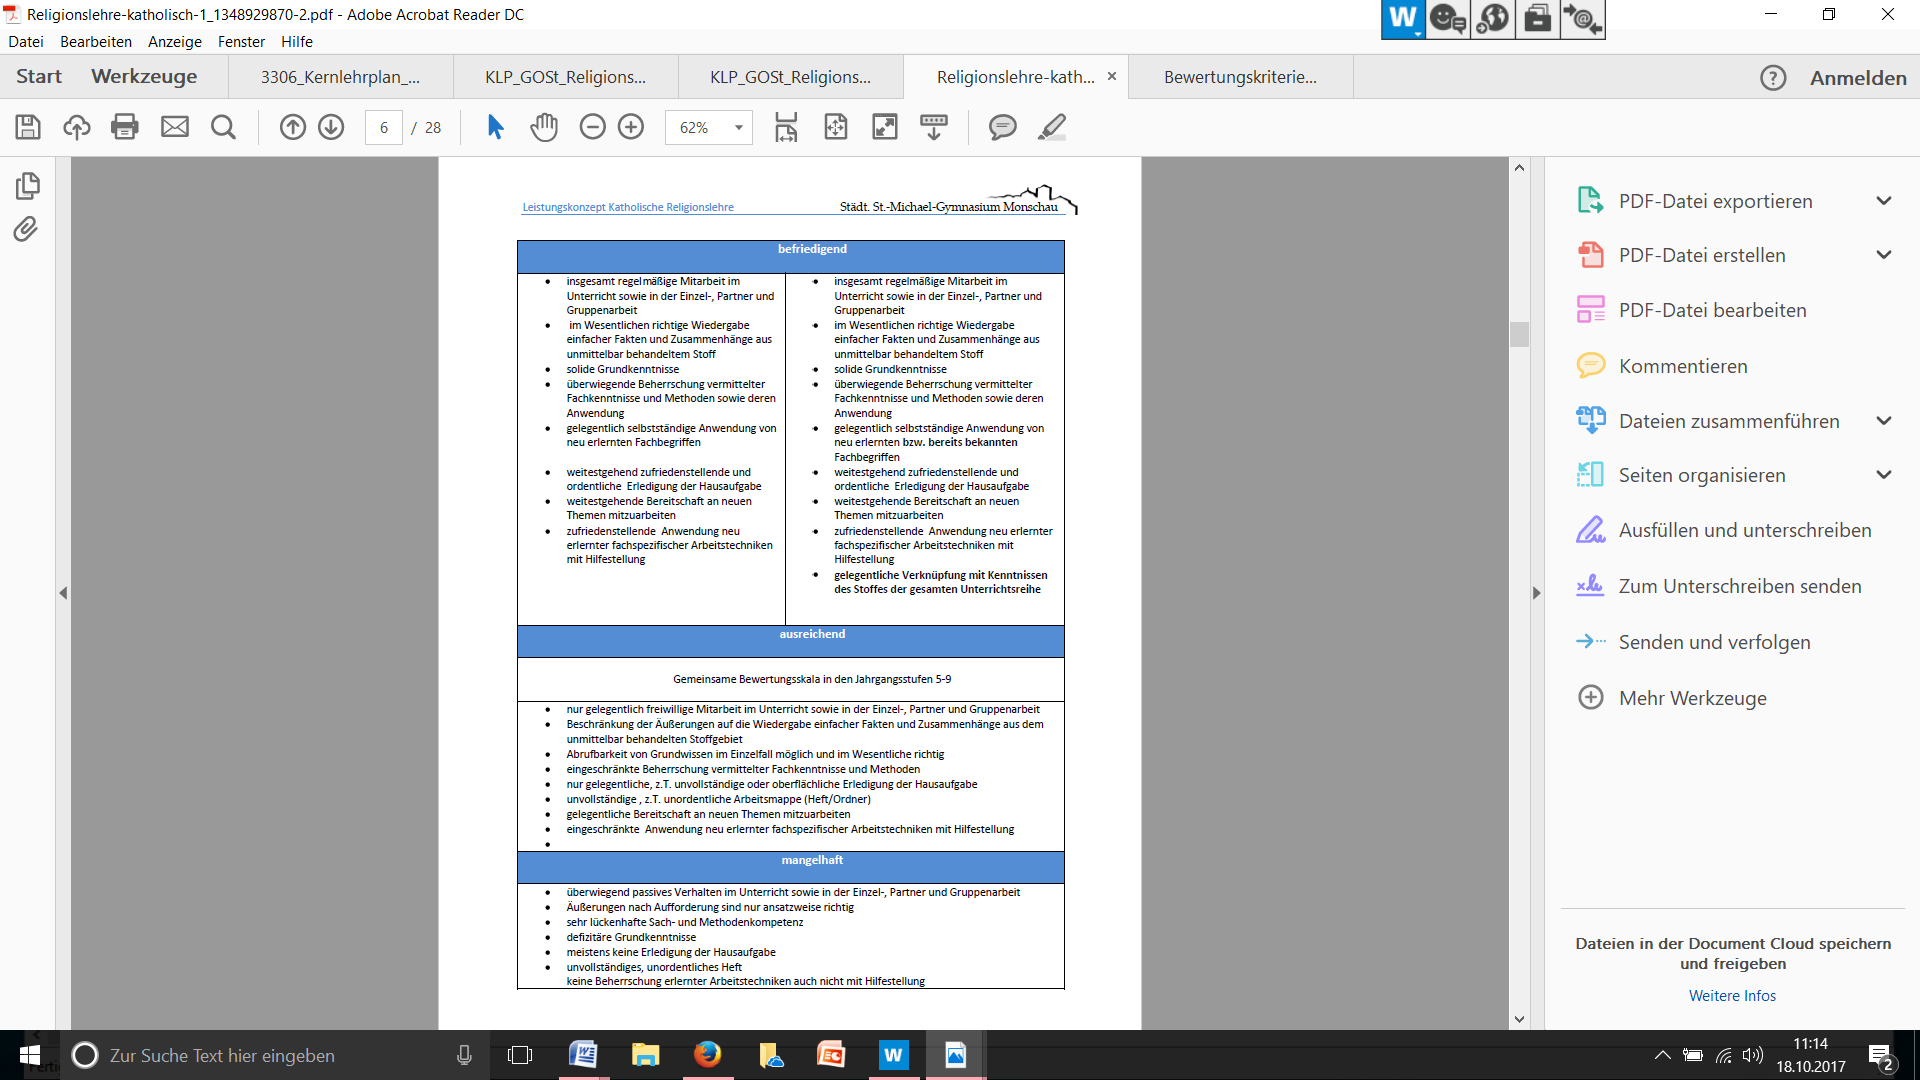 Religionslehre-katholisch-1_1348929870-2.pdf - Adobe Acrobat Reader DC
Datei Bearbeiten Anzeige Fenster Hilfe
Start Werkzeuge 3306_Kernlehrplan_... KLP_GOSt_Religions... KLP_GOSt_Religions... Religionslehre-kath... × Bewertungskriterie... Anmelden
6 / 28 62%
Leistungskonzept Katholische Religionslehre Städt. St.-Michael-Gymnasium Monschau
befriedigend
• insgesamt regelmäßige Mitarbeit im
Unterricht sowie in der Einzel-, Partner und
Gruppenarbeit
• im Wesentlichen richtige Wiedergabe
einfacher Fakten und Zusammenhänge aus
unmittelbar behandeltem Stoff
• solide Grundkenntnisse
• überwiegende Beherrschung vermittelter
Fachkenntnisse und Methoden sowie deren
Anwendung
• gelegentlich selbstständige Anwendung von
neu erlernten Fachbegriffen
• weitestgehend zufriedenstellende und
ordentliche Erledigung der Hausaufgabe
• weitestgehende Bereitschaft an neuen
Themen mitzuarbeiten
• zufriedenstellende Anwendung neu
erlernter fachspezifischer Arbeitstechniken
mit Hilfestellung
• insgesamt regelmäßige Mitarbeit im
Unterricht sowie in der Einzel-, Partner und
Gruppenarbeit
• im Wesentlichen richtige Wiedergabe
einfacher Fakten und Zusammenhänge aus
unmittelbar behandeltem Stoff
• solide Grundkenntnisse
• überwiegende Beherrschung vermittelter
Fachkenntnisse und Methoden sowie deren
Anwendung
• gelegentlich selbstständige Anwendung von
neu erlernten bzw. bereits bekannten
Fachbegriffen
• weitestgehend zufriedenstellende und
ordentliche Erledigung der Hausaufgabe
• weitestgehende Bereitschaft an neuen
Themen mitzuarbeiten
• zufriedenstellende Anwendung neu erlernter
fachspezifischer Arbeitstechniken mit
Hilfestellung
• gelegentliche Verknüpfung mit Kenntnissen
des Stoffes der gesamten Unterrichtsreihe
ausreichend
Gemeinsame Bewertungsskala in den Jahrgangsstufen 5-9
• nur gelegentlich freiwillige Mitarbeit im Unterricht sowie in der Einzel-, Partner und Gruppenarbeit
• Beschränkung der Äußerungen auf die Wiedergabe einfacher Fakten und Zusammenhänge aus dem
unmittelbar behandelten Stoffgebiet
• Abrufbarkeit von Grundwissen im Einzelfall möglich und im Wesentliche richtig
• eingeschränkte Beherrschung vermittelter Fachkenntnisse und Methoden
• nur gelegentliche, z.T. unvollständige oder oberflächliche Erledigung der Hausaufgabe
• unvollständige , z.T. unordentliche Arbeitsmappe (Heft/Ordner)
• gelegentliche Bereitschaft an neuen Themen mitzuarbeiten
• eingeschränkte Anwendung neu erlernter fachspezifischer Arbeitstechniken mit Hilfestellung
•
mangelhaft
• überwiegend passives Verhalten im Unterricht sowie in der Einzel-, Partner und Gruppenarbeit
• Äußerungen nach Aufforderung sind nur ansatzweise richtig
• sehr lückenhafte Sach- und Methodenkompetenz
• defizitäre Grundkenntnisse
• meistens keine Erledigung der Hausaufgabe
• unvollständiges, unordentliches Heft
keine Beherrschung erlernter Arbeitstechniken auch nicht mit Hilfestellung
PDF-Datei exportieren
PDF-Datei erstellen
PDF-Datei bearbeiten
Kommentieren
Dateien zusammenführen
Seiten organisieren
Ausfüllen und unterschreiben
Zum Unterschreiben senden
Senden und verfolgen
Mehr Werkzeuge
Dateien in der Document Cloud speichern
und freigeben
Weitere Infos
Zur Suche Text hier eingeben
11:14
18.10.2017
2